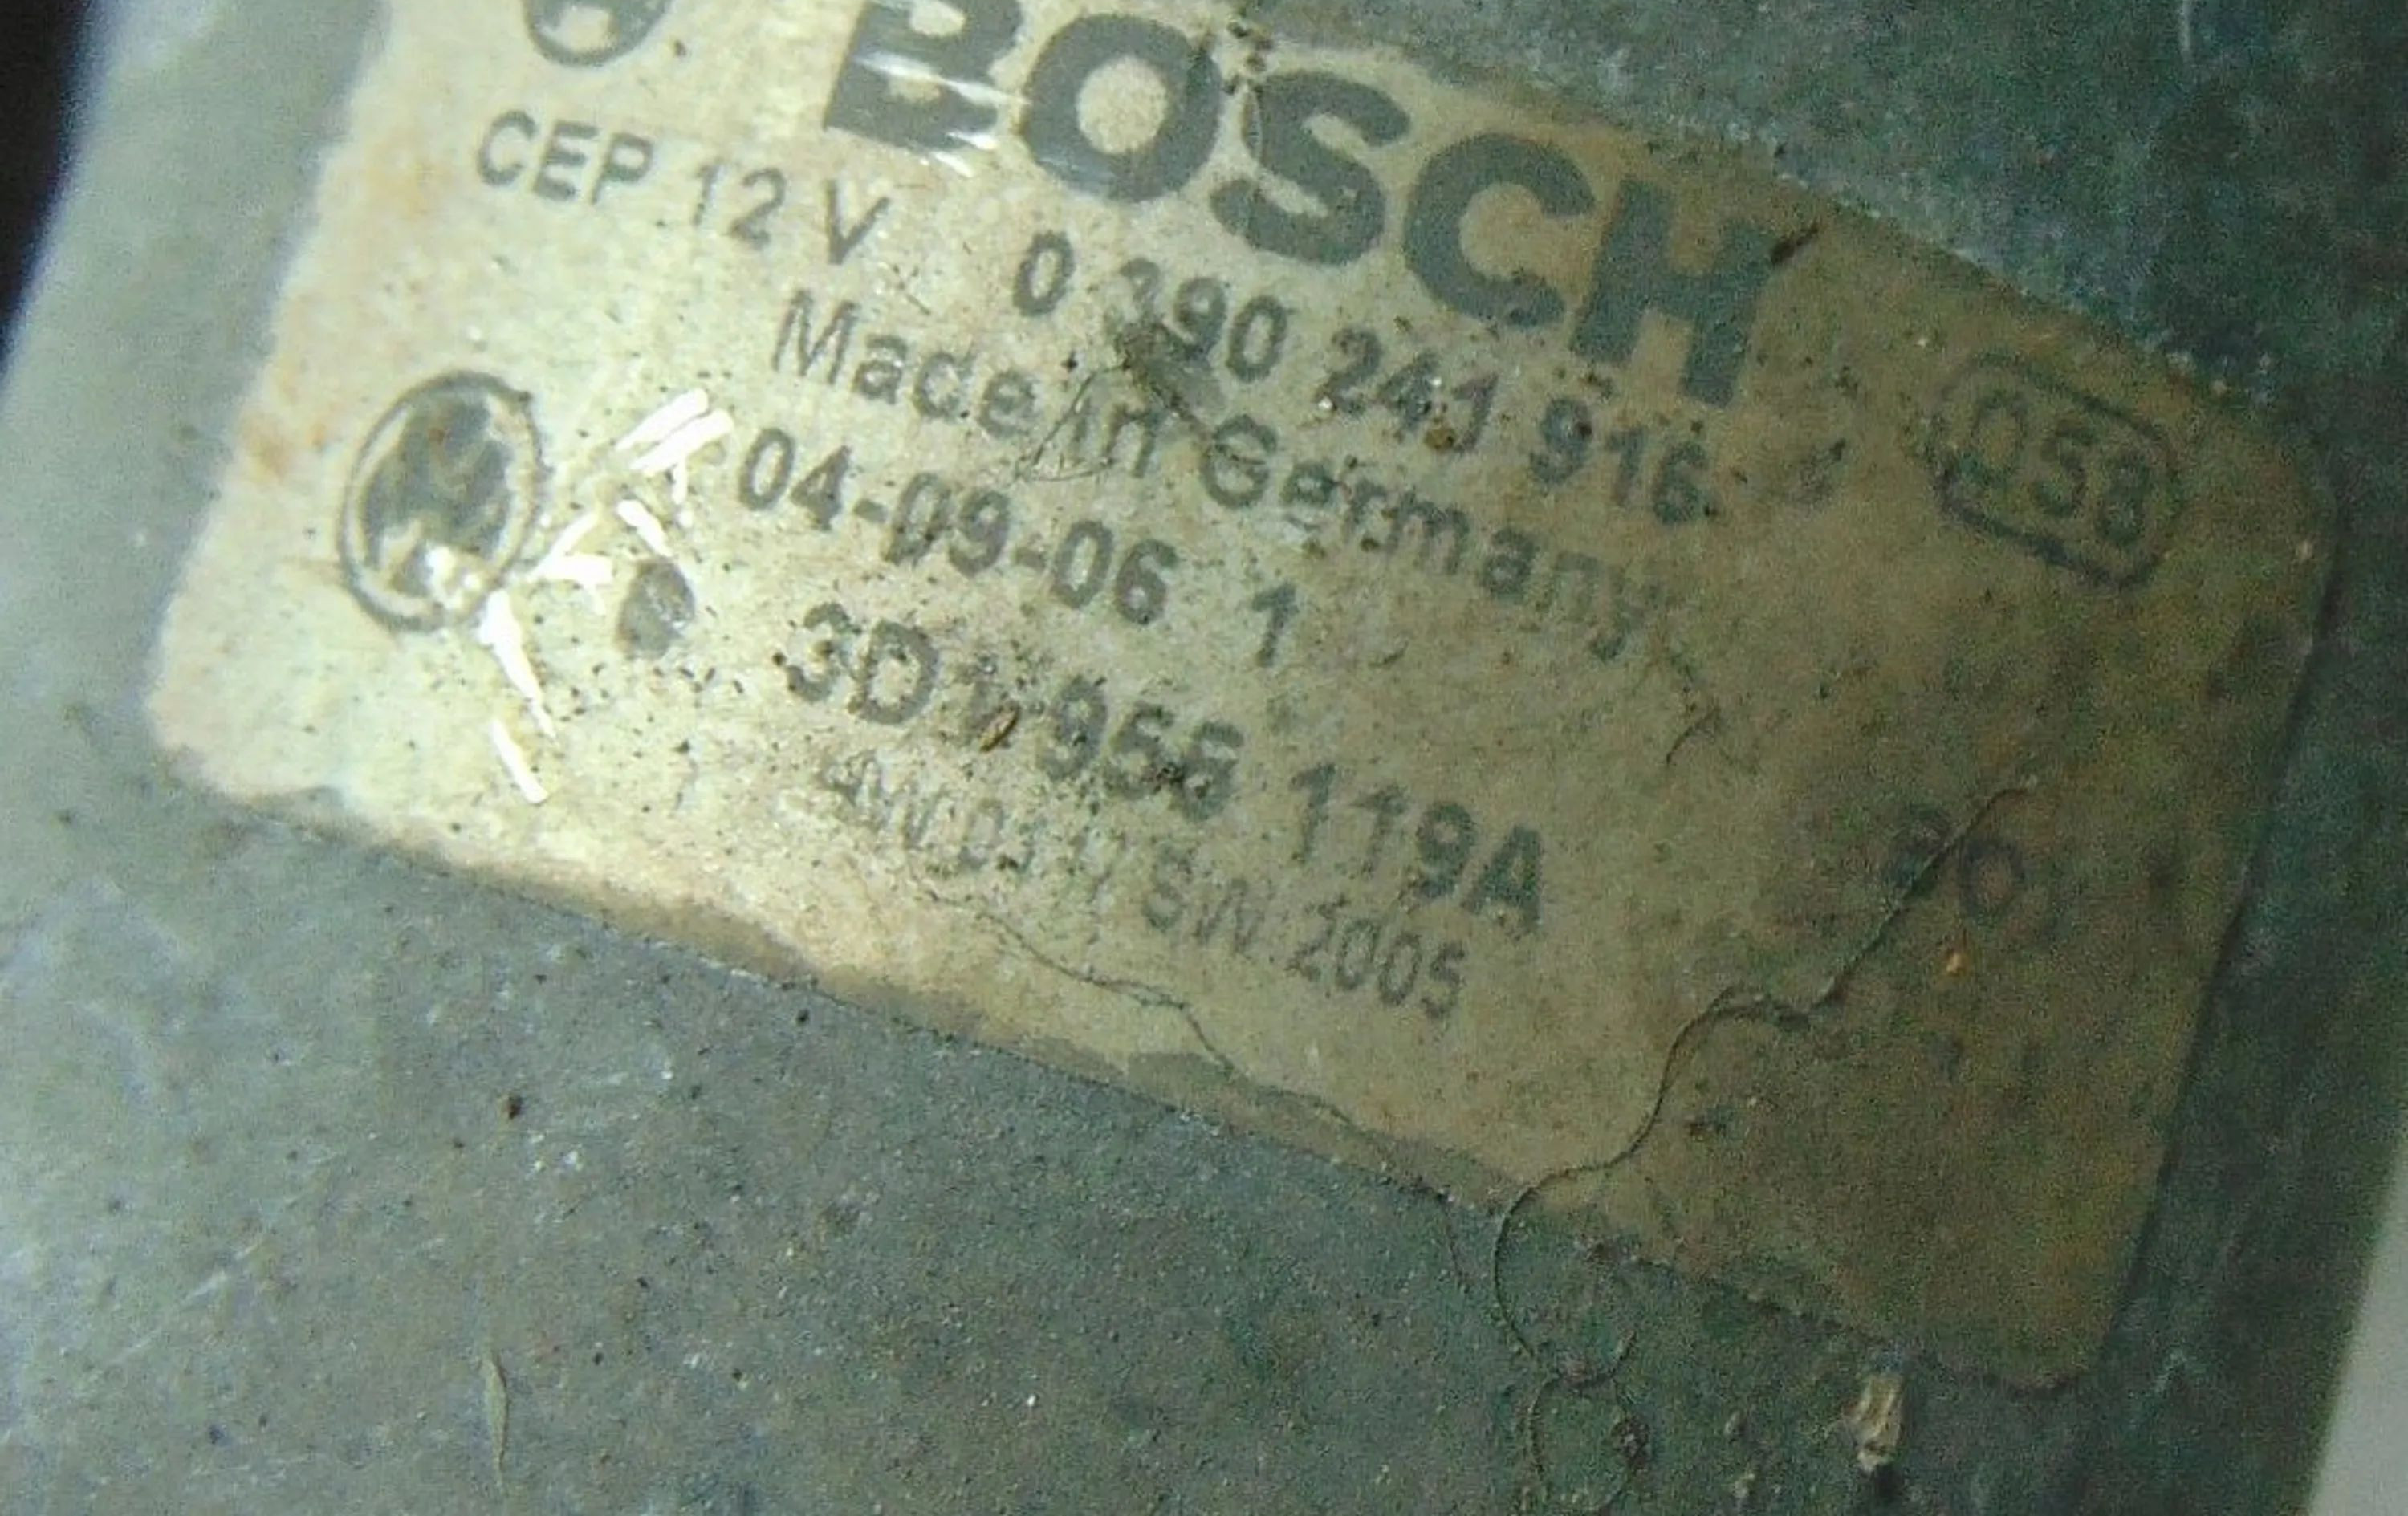 BOSCH
CEP 12 V 0 390 241 916
058
Made in Germany
04-09-06 1
3D1 955 119A
SW: 2005